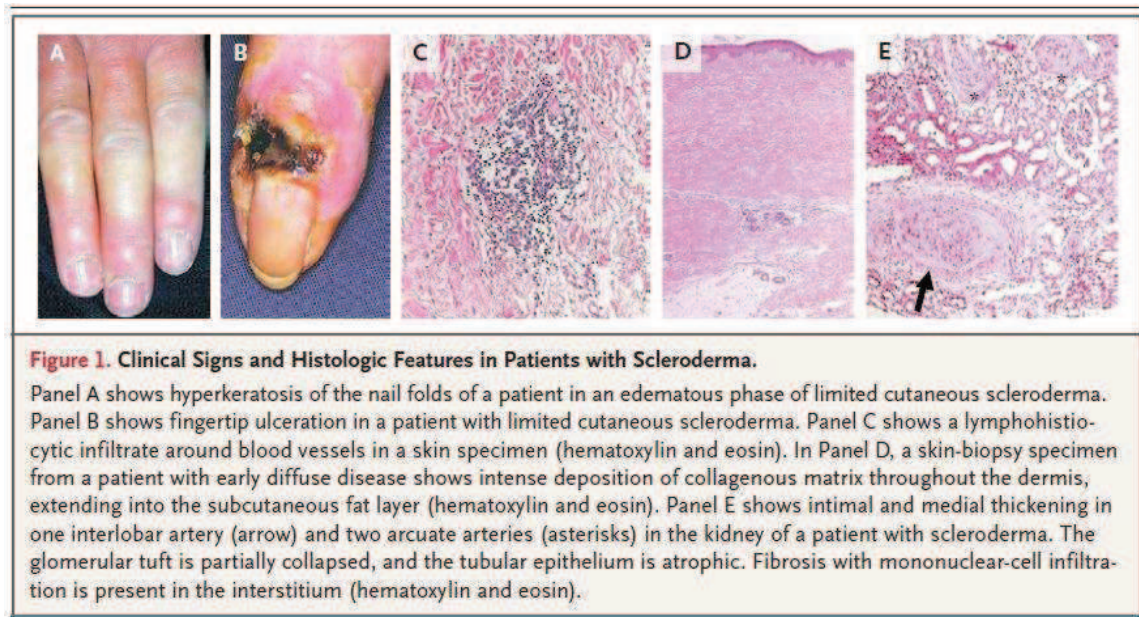 A
B
C
D
E
*
*
Figure 1. Clinical Signs and Histologic Features in Patients with Scleroderma.
Panel A shows hyperkeratosis of the nail folds of a patient in an edematous phase of limited cutaneous scleroderma.
Panel B shows fingertip ulceration in a patient with limited cutaneous scleroderma. Panel C shows a lymphohistio-
cytic infiltrate around blood vessels in a skin specimen (hematoxylin and eosin). In Panel D, a skin-biopsy specimen
from a patient with early diffuse disease shows intense deposition of collagenous matrix throughout the dermis,
extending into the subcutaneous fat layer (hematoxylin and eosin). Panel E shows intimal and medial thickening in
one interlobar artery (arrow) and two arcuate arteries (asterisks) in the kidney of a patient with scleroderma. The
glomerular tuft is partially collapsed, and the tubular epithelium is atrophic. Fibrosis with mononuclear-cell infiltra-
tion is present in the interstitium (hematoxylin and eosin).